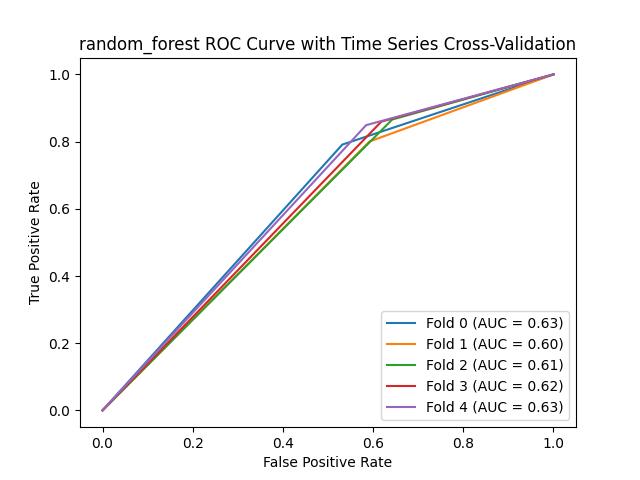 random_forest ROC Curve with Time Series Cross-Validation
True Positive Rate
1.0
0.8
0.6
0.4
0.2
0.0
Fold 0 (AUC = 0.63)
Fold 1 (AUC = 0.60)
Fold 2 (AUC = 0.61)
Fold 3 (AUC = 0.62)
Fold 4 (AUC = 0.63)
0.0 0.2 0.4 0.6 0.8 1.0
False Positive Rate